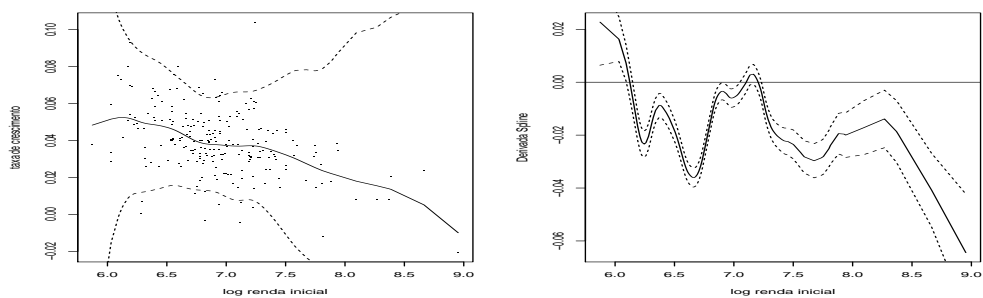 0.10
0.08
0.06
0.04
0.02
0.00
-0.02
taxa de crescimento
6.0 6.5 7.0 7.5 8.0 8.5 9.0
log renda inicial
0.02
0.00
-0.02
-0.04
-0.06
Derivada Spline
6.0 6.5 7.0 7.5 8.0 8.5 9.0
log renda inicial